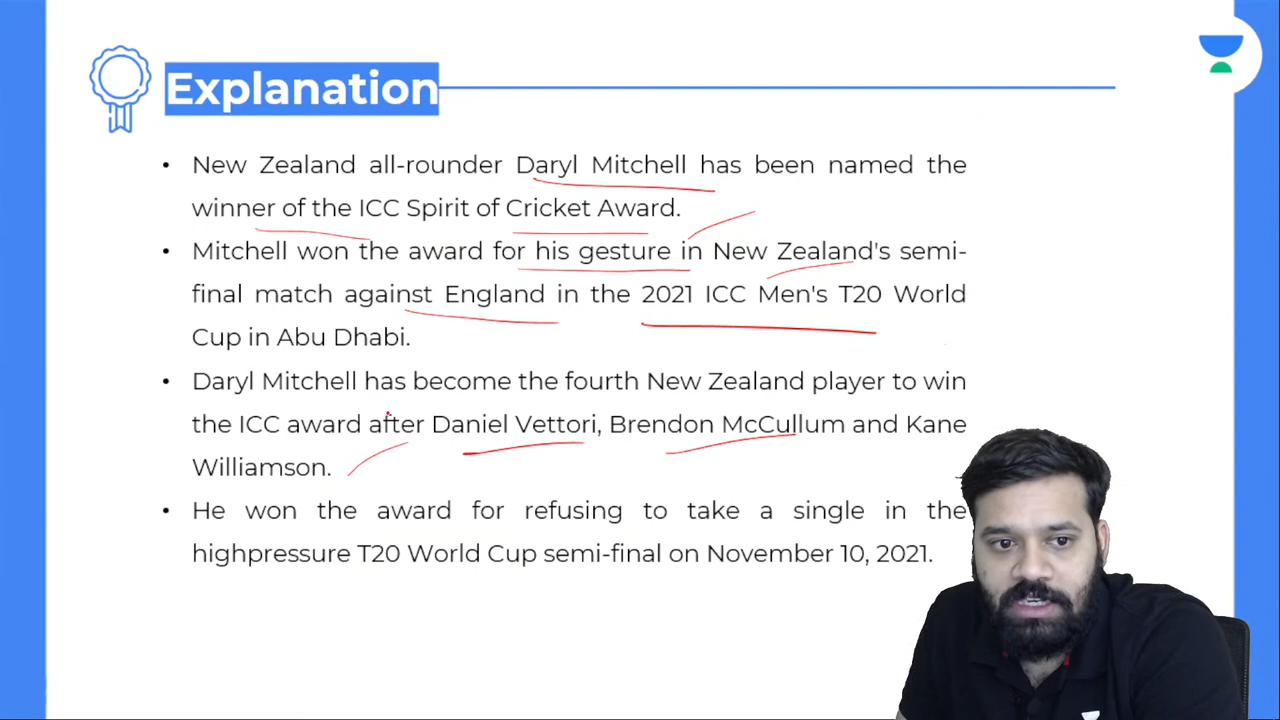 Explanation
• New Zealand all-rounder Daryl Mitchell has been named the
winner of the ICC Spirit of Cricket Award.
• Mitchell won the award for his gesture in New Zealand's semi-
final match against England in the 2021 ICC Men's T20 World
Cup in Abu Dhabi.
• Daryl Mitchell has become the fourth New Zealand player to win
the ICC award after Daniel Vettori, Brendon McCullum and Kane
Williamson.
• He won the award for refusing to take a single in the
highpressure T20 World Cup semi-final on November 10, 2021.